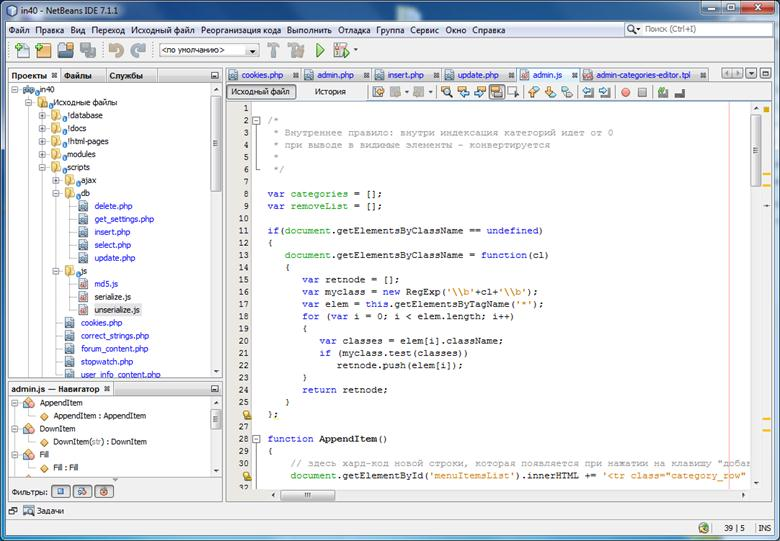 in40 - NetBeans IDE 7.1.1
Файл Правка Вид Переход Исходный файл Реорганизация кода Выполнить Отладка Группа Сервис Окно Справка
Поиск (Ctrl+I)
<по умолчанию>
Проекты Файлы Службы
in40
Исходные файлы
!database
!docs
!html-pages
modules
scripts
ajax
db
delete.php
get_settings.php
insert.php
select.php
update.php
js
md5.js
serialize.js
unserialize.js
cookies.php
correct_strings.php
forum_content.php
stopwatch.php
user_info_content.php
admin.js — Навигатор
AppendItem
AppendItem : AppendItem
DownItem
DownItem(str) : DownItem
Fill
Fill : Fill
Фильтры:
Задачи
cookies.php admin.php insert.php update.php admin.js admin-categories-editor.tpl
Исходный файл История
1
2 /*
3 * Внутреннее правило: внутри индексация категорий идет от 0
4 * при выводе в видимые элементы - конвертируется
5 *
6 */
7
8 var categories = [];
9 var removeList = [];
10
11 if(document.getElementsByClassName == undefined)
12 {
13 document.getElementsByClassName = function(cl)
14 {
15 var retnode = [];
16 var myclass = new RegExp('\\b'+cl+'\\b');
17 var elem = this.getElementsByTagName('*');
18 for (var i = 0; i < elem.length; i++)
19 {
20 var classes = elem[i].className;
21 if (myclass.test(classes))
22 retnode.push(elem[i]);
23 }
24 return retnode;
25 }
26 };
28 function AppendItem()
29 {
30 // здесь хард-код новой строки, которая появляется при нажатии на клавишу "добав
document.getElementById('menuItemsList').innerHTML += '<tr class="category_row"
32
39 | 5 INS